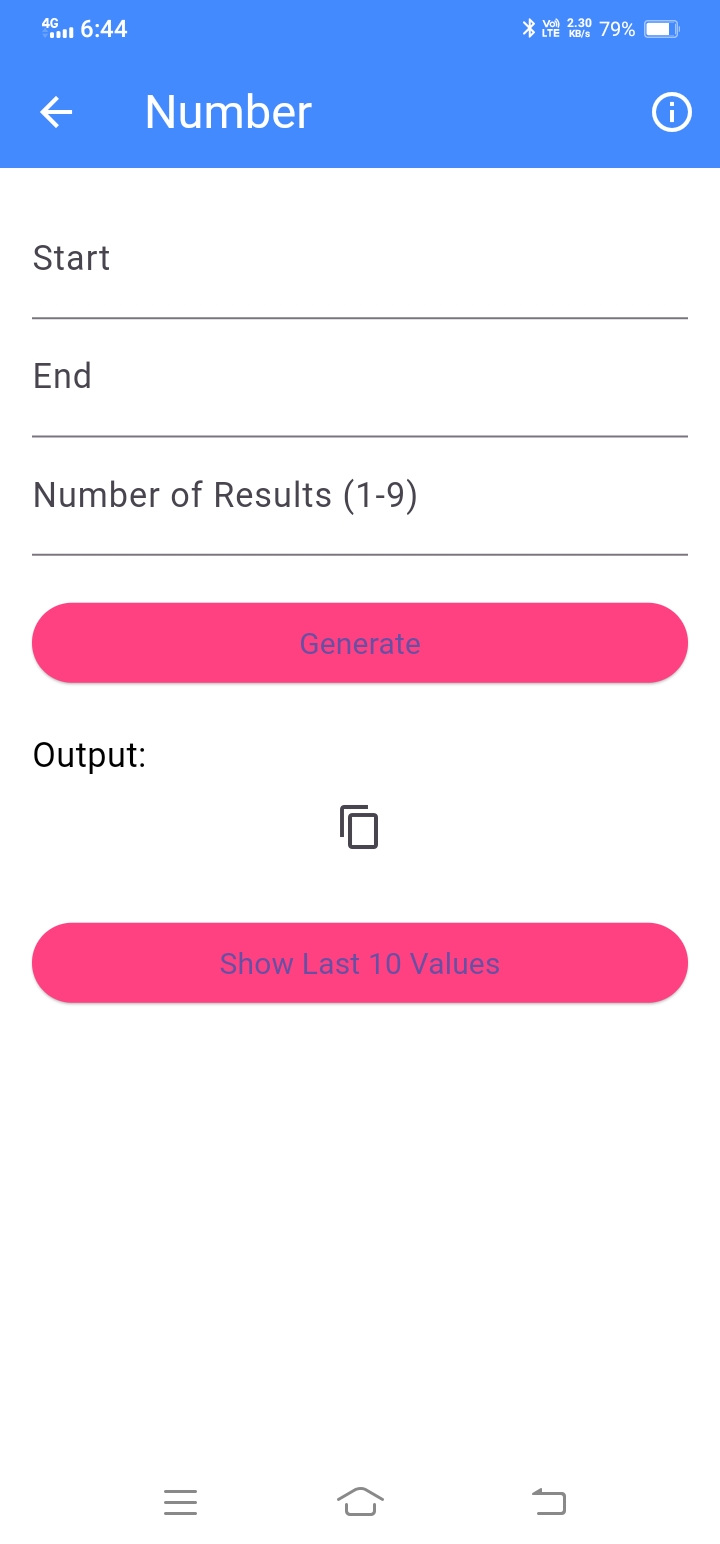 4G 6:44 Vo) LTE 2.30 KB/s 79%
Number
Start
End
Number of Results (1-9)
Generate
Output:
Show Last 10 Values